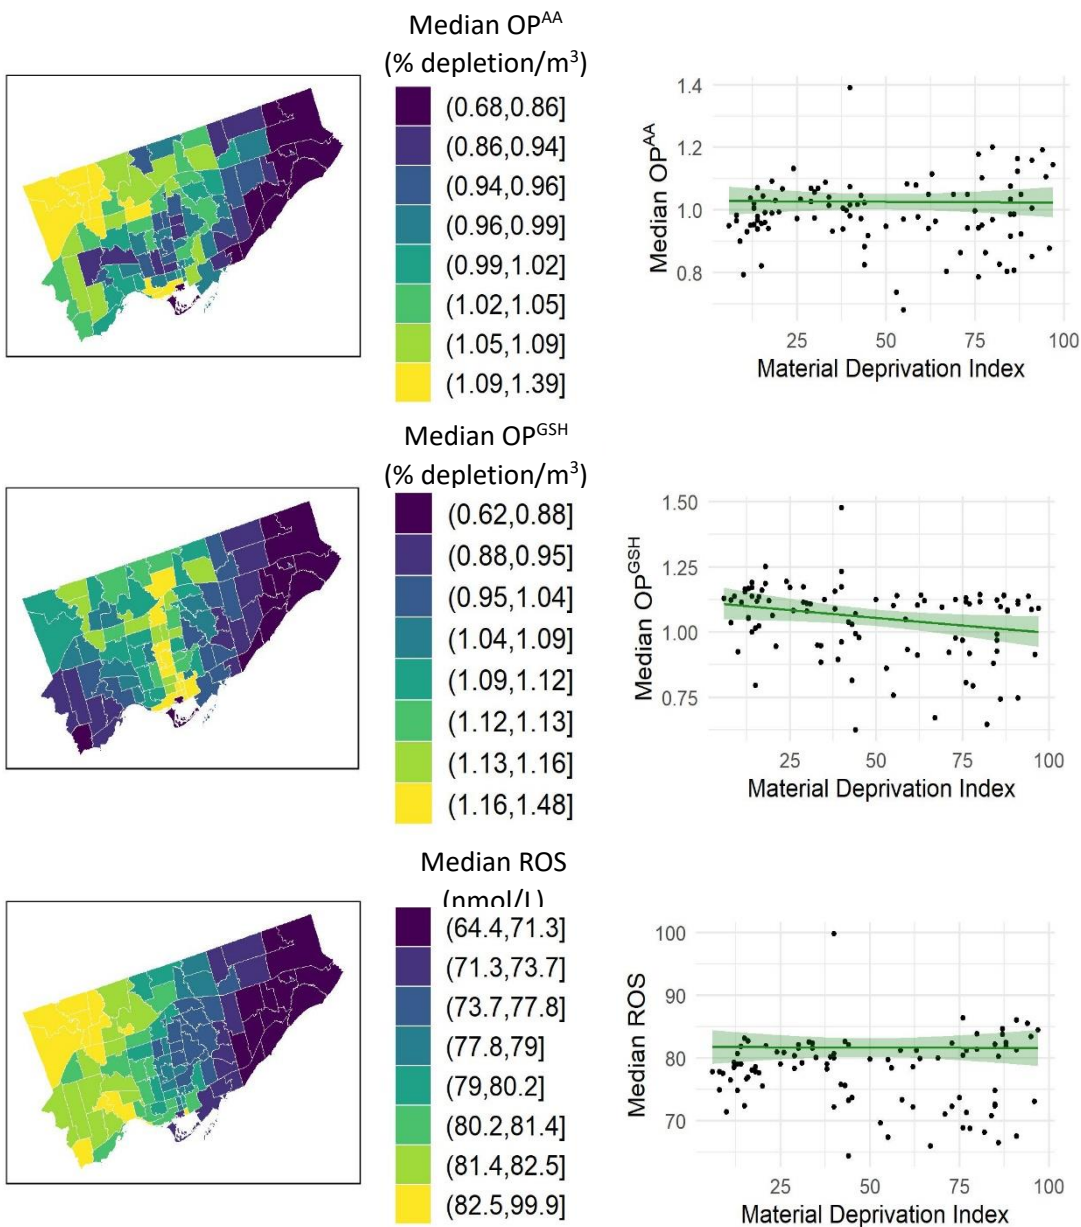 Median OP^AA
(% depletion/m³)
(0.68,0.86]
(0.86,0.94]
(0.94,0.96]
(0.96,0.99]
(0.99,1.02]
(1.02,1.05]
(1.05,1.09]
(1.09,1.39]
Median OP^AA
1.4
1.2
1.0
0.8
25 50 75 100
Material Deprivation Index
Median OP^GSH
(% depletion/m³)
(0.62,0.88]
(0.88,0.95]
(0.95,1.04]
(1.04,1.09]
(1.09,1.12]
(1.12,1.13]
(1.13,1.16]
(1.16,1.48]
Median OP^GSH
1.50
1.25
1.00
0.75
25 50 75 100
Material Deprivation Index
Median ROS
(nmol/L)
(64.4,71.3]
(71.3,73.7]
(73.7,77.8]
(77.8,79]
(79,80.2]
(80.2,81.4]
(81.4,82.5]
(82.5,99.9]
Median ROS
100
90
80
70
25 50 75 100
Material Deprivation Index